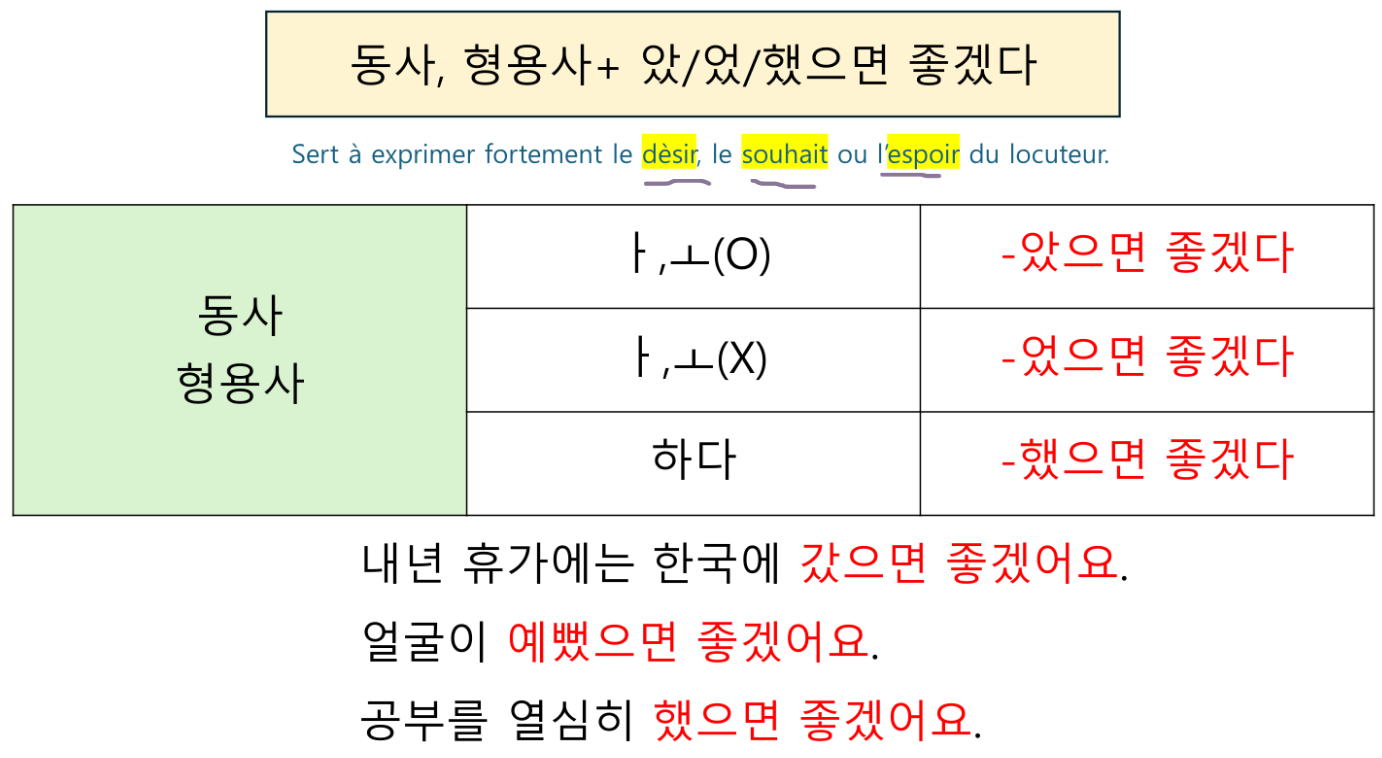 동사, 형용사+ 았/었/했으면 좋겠다
Sert à exprimer fortement le dèsir, le souhait ou l'espoir du locuteur.
동사
형용사
ㅏ,ㅗ(O)
-았으면 좋겠다
ㅏ,ㅗ(X)
-었으면 좋겠다
하다
-했으면 좋겠다
내년 휴가에는 한국에 갔으면 좋겠어요.
얼굴이 예뻤으면 좋겠어요.
공부를 열심히 했으면 좋겠어요.